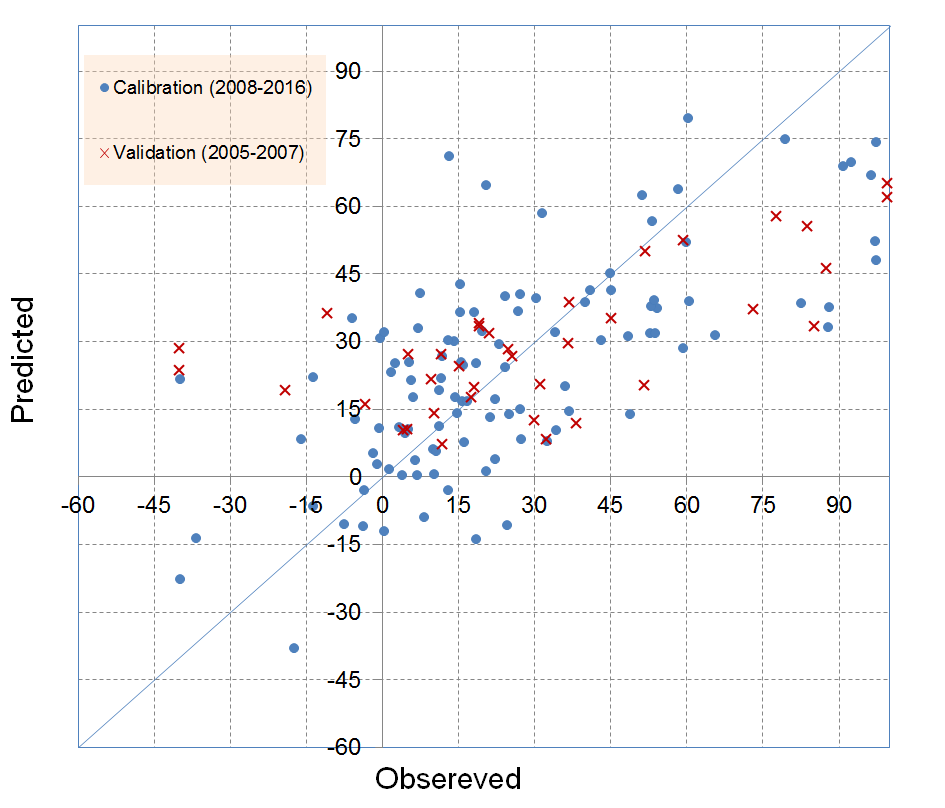 90
Calibration (2008-2016)
75
Validation (2005-2007)
60
45
30
15
0
-60 -45 -30 -15 0 15 30 45 60 75 90
-15
-30
-45
-60
Predicted
Obsereved